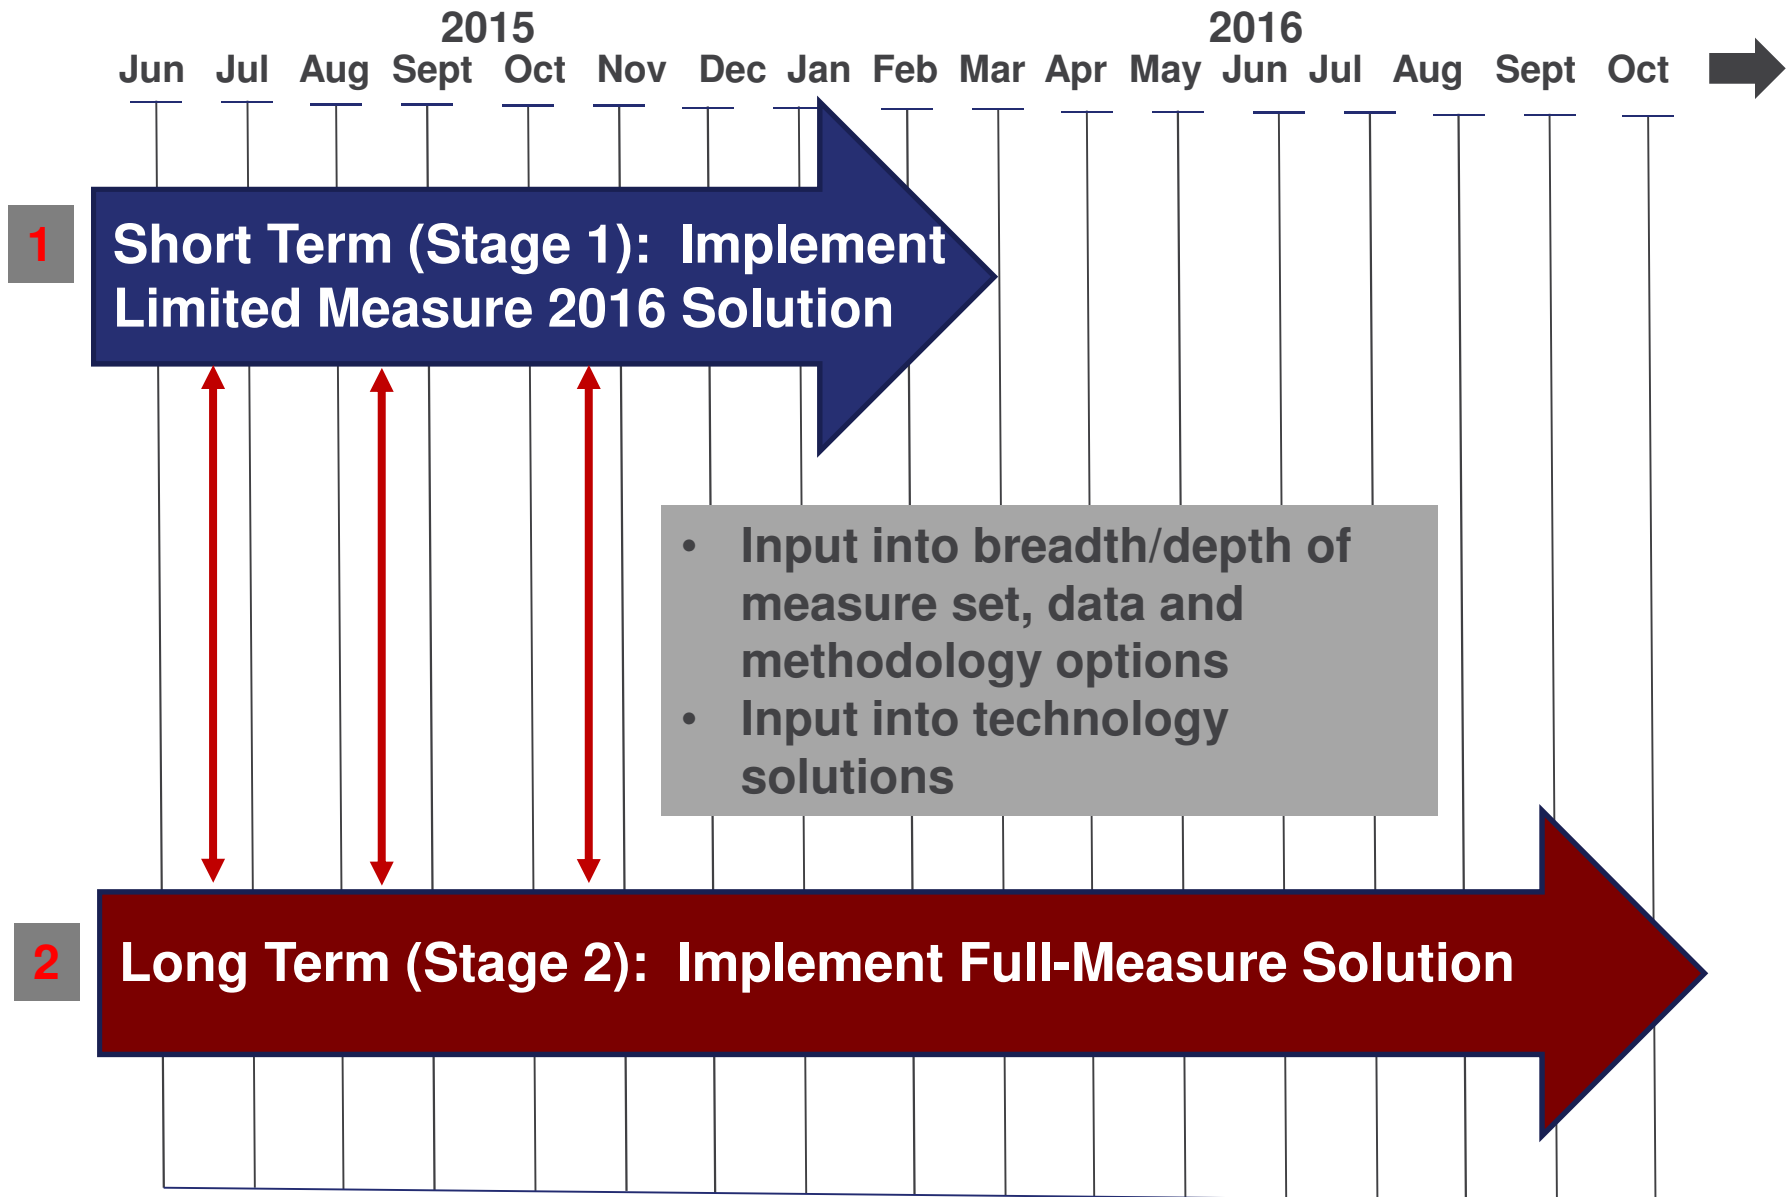 2015 2016
Jun Jul Aug Sept Oct Nov Dec Jan Feb Mar Apr May Jun Jul Aug Sept Oct
1
Short Term (Stage 1): Implement
Limited Measure 2016 Solution
• Input into breadth/depth of
measure set, data and
methodology options
• Input into technology
solutions
2
Long Term (Stage 2): Implement Full-Measure Solution